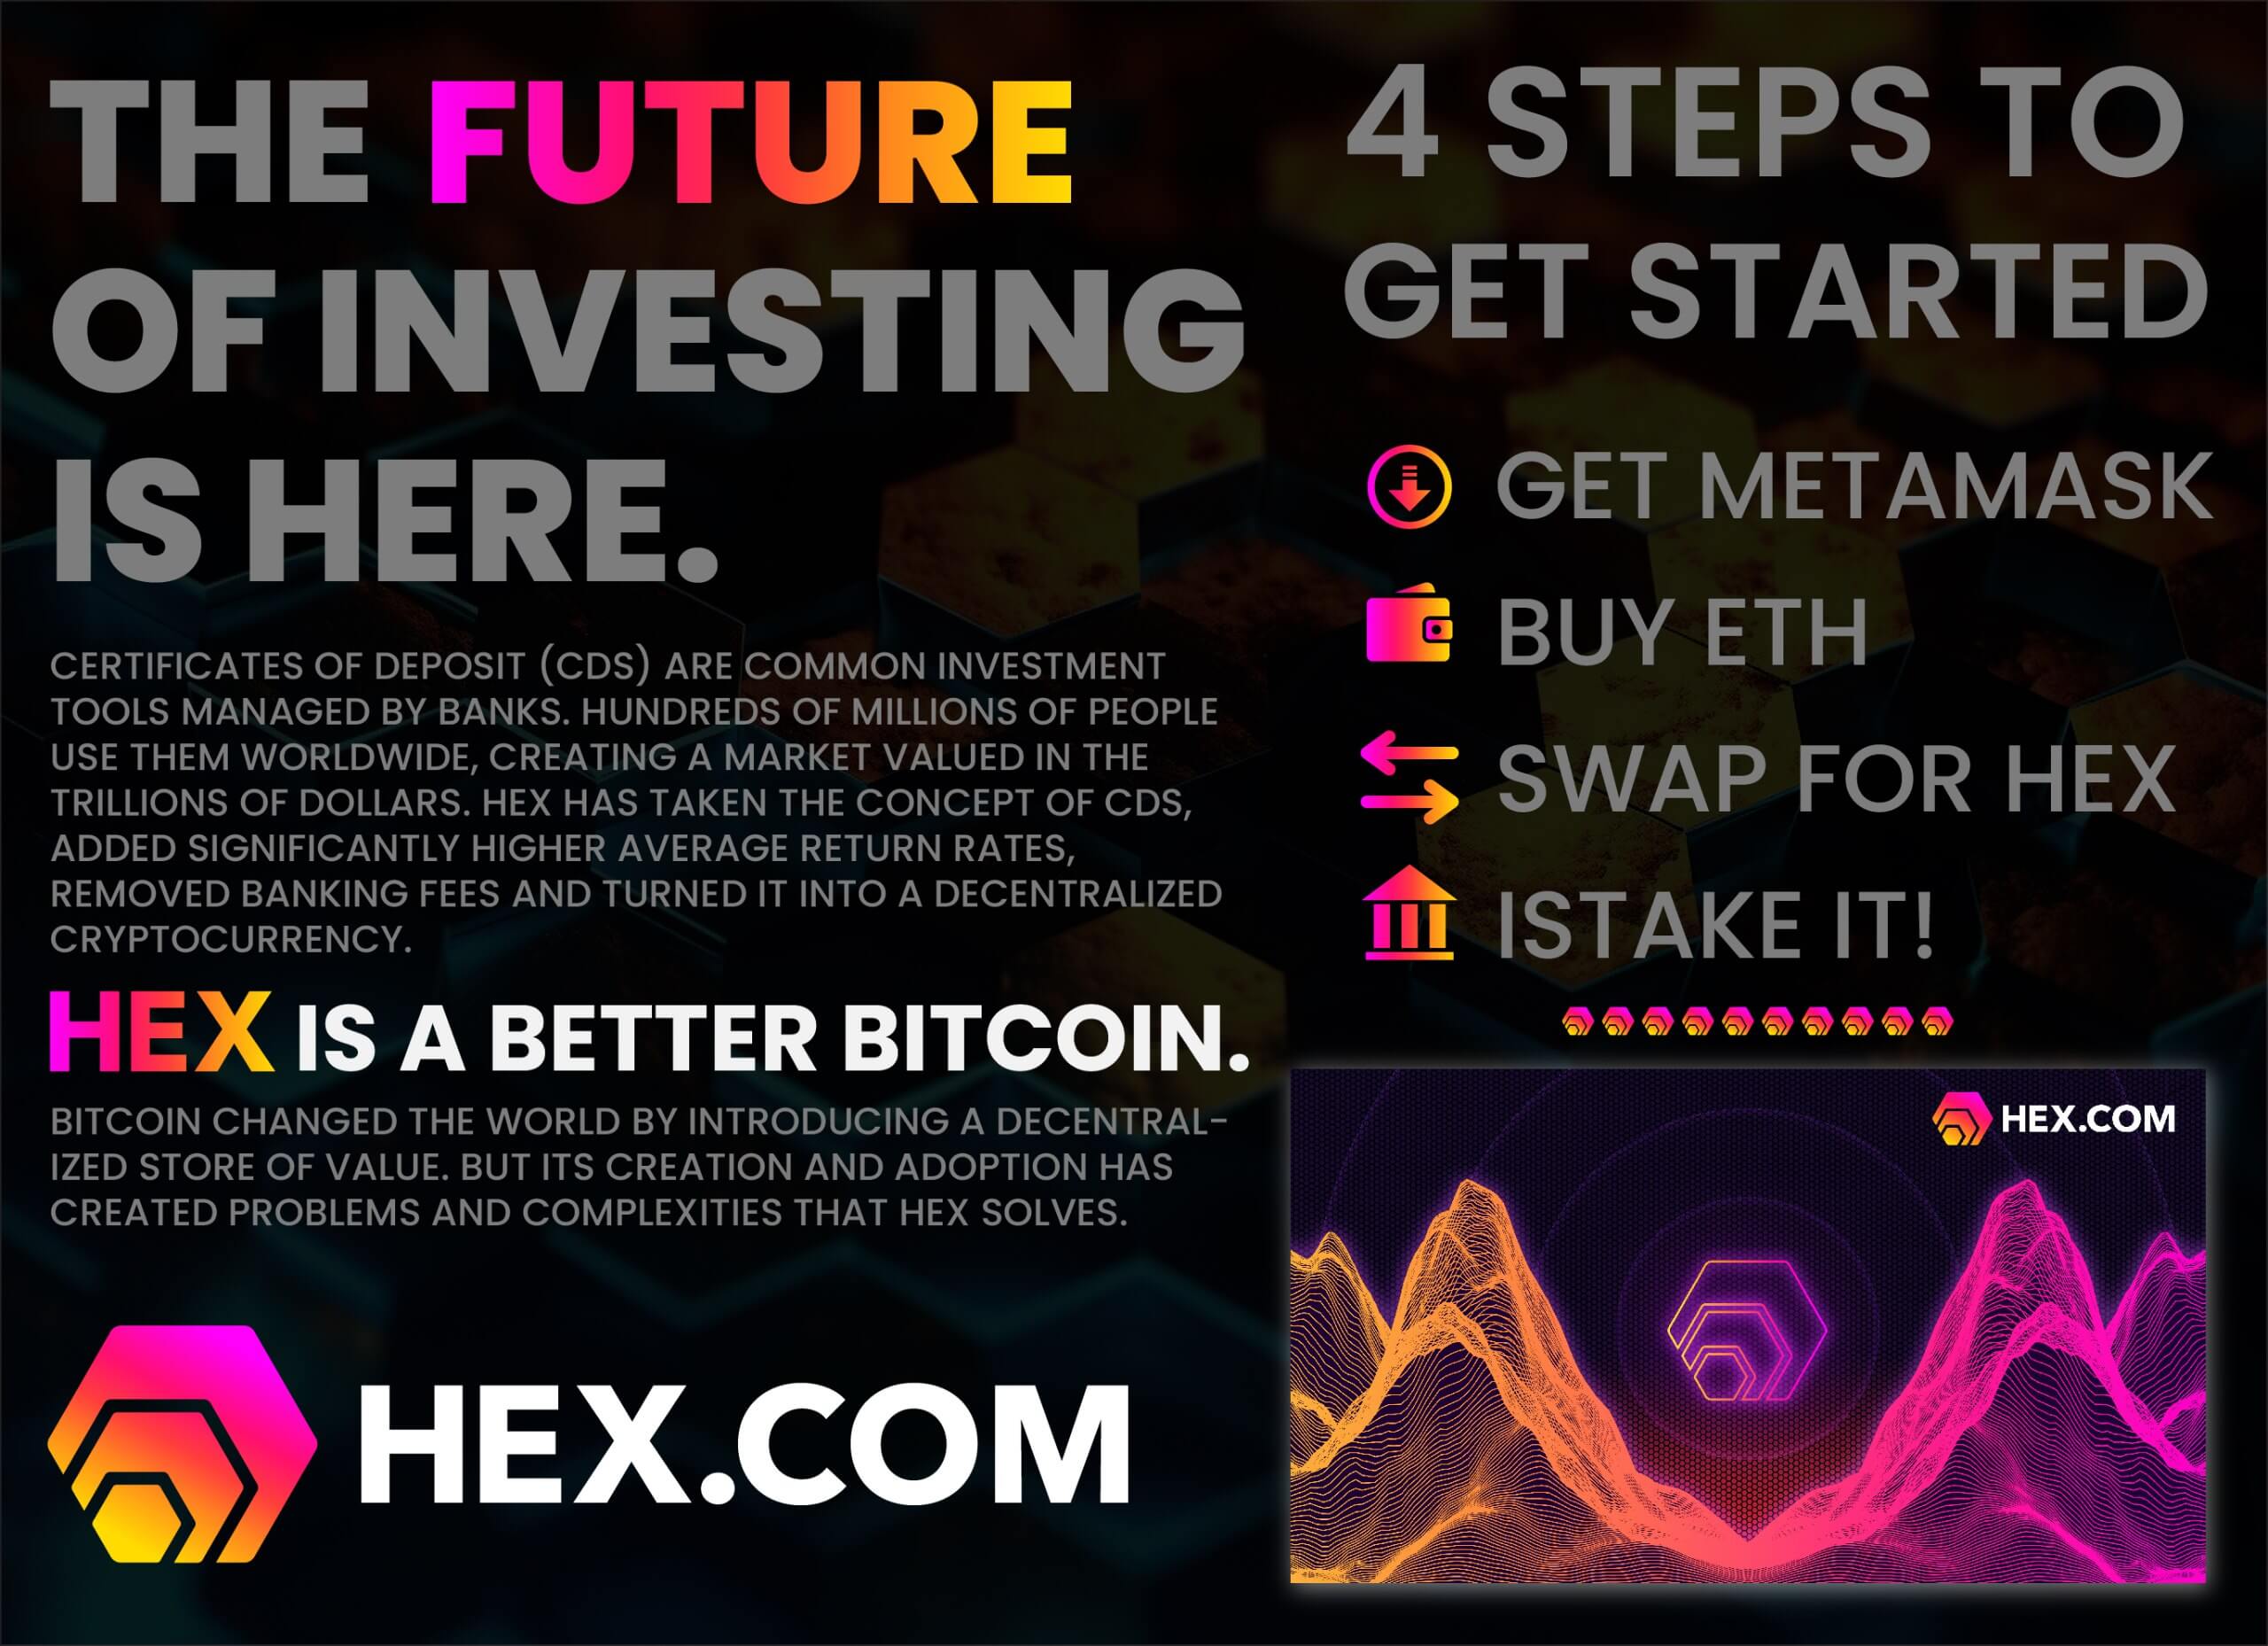 THE FUTURE
OF INVESTING
IS HERE.
CERTIFICATES OF DEPOSIT (CDS) ARE COMMON INVESTMENT
TOOLS MANAGED BY BANKS. HUNDREDS OF MILLIONS OF PEOPLE
USE THEM WORLDWIDE, CREATING A MARKET VALUED IN THE
TRILLIONS OF DOLLARS. HEX HAS TAKEN THE CONCEPT OF CDS,
ADDED SIGNIFICANTLY HIGHER AVERAGE RETURN RATES,
REMOVED BANKING FEES AND TURNED IT INTO A DECENTRALIZED
CRYPTOCURRENCY.
HEX IS A BETTER BITCOIN.
BITCOIN CHANGED THE WORLD BY INTRODUCING A DECENTRAL-
IZED STORE OF VALUE. BUT ITS CREATION AND ADOPTION HAS
CREATED PROBLEMS AND COMPLEXITIES THAT HEX SOLVES.
HEX.COM
4 STEPS TO
GET STARTED
GET METAMASK
BUY ETH
SWAP FOR HEX
ISTAKE IT!
HEX.COM